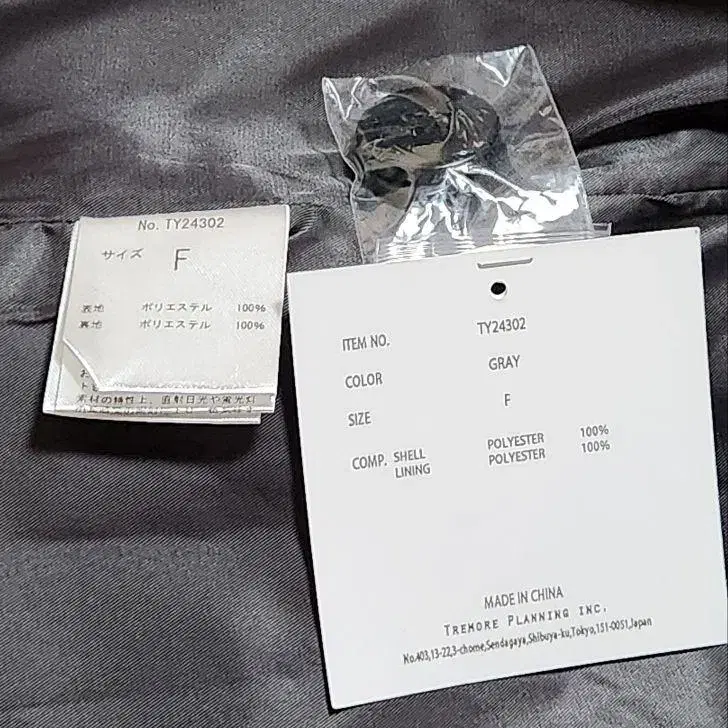 No. TY24302
サイズ F
表地 ポリエステル 100%
裏地 ポリエステル 100%
素材の特性上、直射日光や蛍光灯
ITEM NO. TY24302
COLOR GRAY
SIZE F
COMP. SHELL POLYESTER 100%
LINING POLYESTER 100%
MADE IN CHINA
TREMORE PLANNING INC.
No.403,13-22,3-chome,Sendagaya,Shibuya-ku,Tokyo,151-0051,Japan